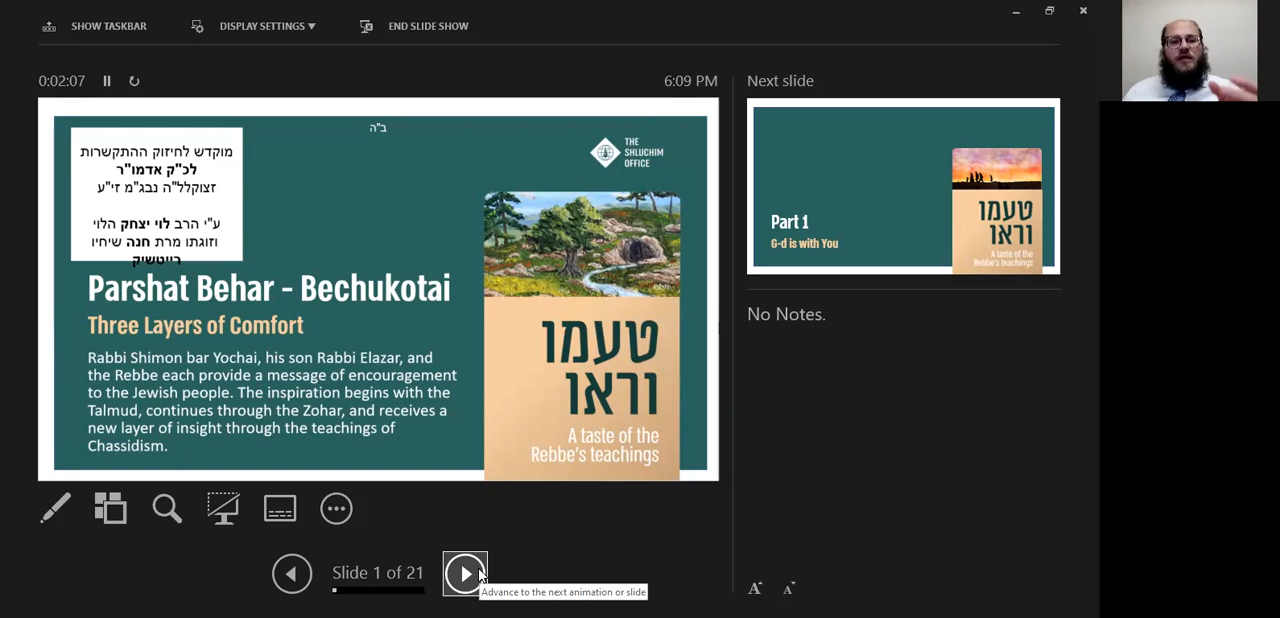 SHOW TASKBAR
DISPLAY SETTINGS ▼
END SLIDE SHOW
0:02:07
6:09 PM
Next slide
ב"ה
מוקדש לחיזוק ההתקשרות
לכ"ק אדמו"ר
זצוקללה"ה נבג"מ זי"ע
ע"י הרב לוי יצחק הלוי
וזוגתו מרת חנה שיחיו
רייטשיק
THE
SHLUCHIM
OFFICE
Parshat Behar - Bechukotai
Three Layers of Comfort
Rabbi Shimon bar Yochai, his son Rabbi Elazar, and
the Rebbe each provide a message of encouragement
to the Jewish people. The inspiration begins with the
Talmud, continues through the Zohar, and receives a
new layer of insight through the teachings of
Chassidism.
טעמו
וראו
A taste of the
Rebbe's teachings
Part 1
G-d is with You
טעמו
וראו
A taste of the
Rebbe's teachings
No Notes.
Slide 1 of 21
Advance to the next animation or slide
A A